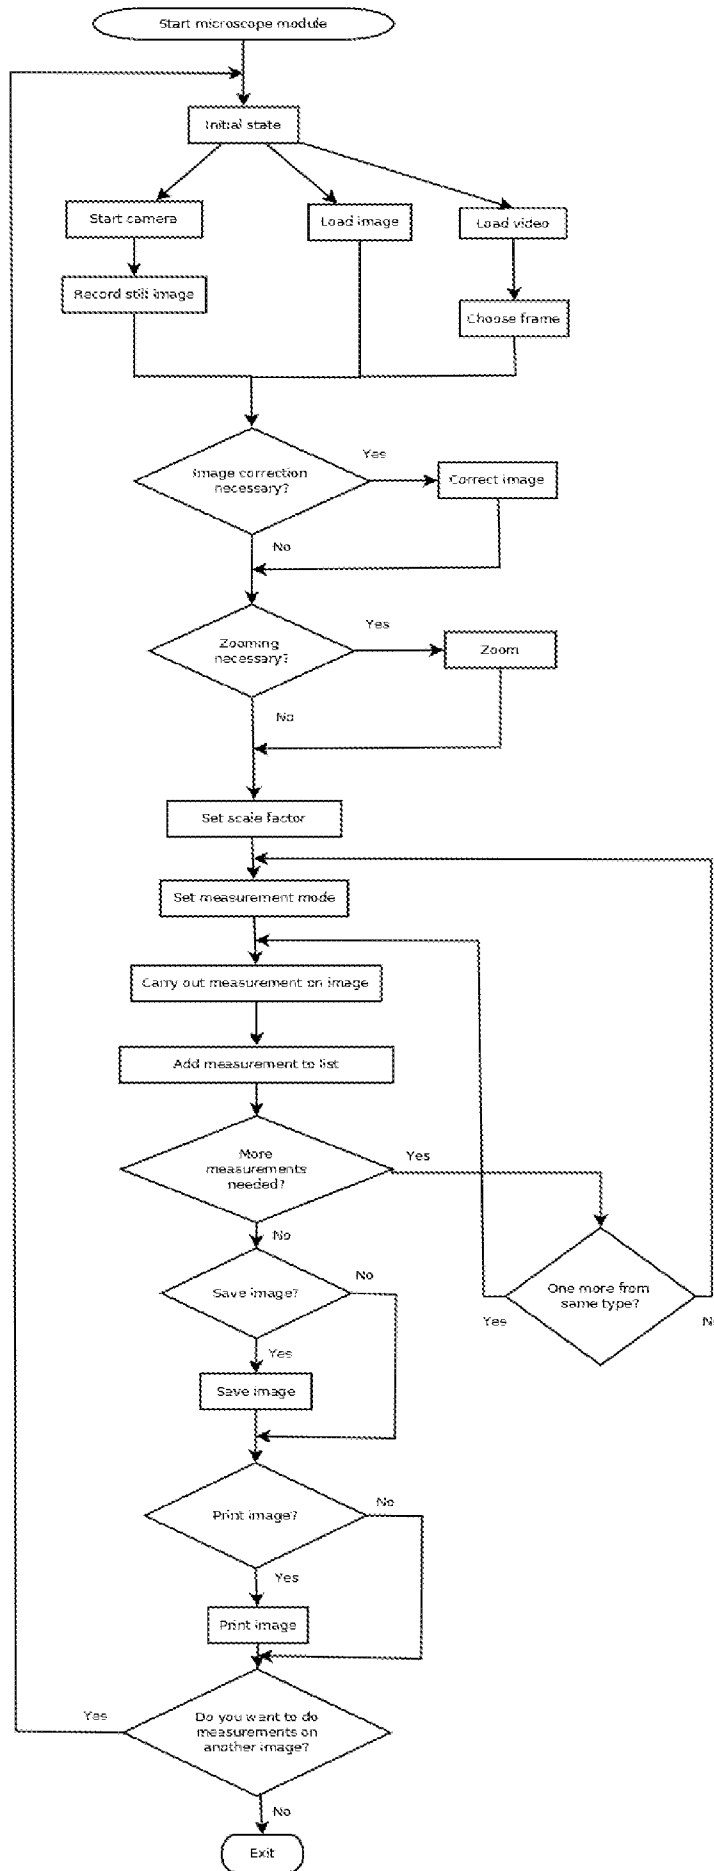 Start microscope module
Initial state
Start camera
Load image
Load video
Record still image
Choose frame
Image correction
necessary?
Yes
Correct image
No
Zooming
necessary?
Yes
Zoom
No
Set scale factor
Set measurement mode
Carry out measurement on image
Add measurement to list
More
measurements
needed?
Yes
No
One more from
same type?
Yes
Save image?
No
Yes
Save image
Print image?
No
Yes
Print image
Do you want to do
measurements on
another image?
Yes
No
Exit